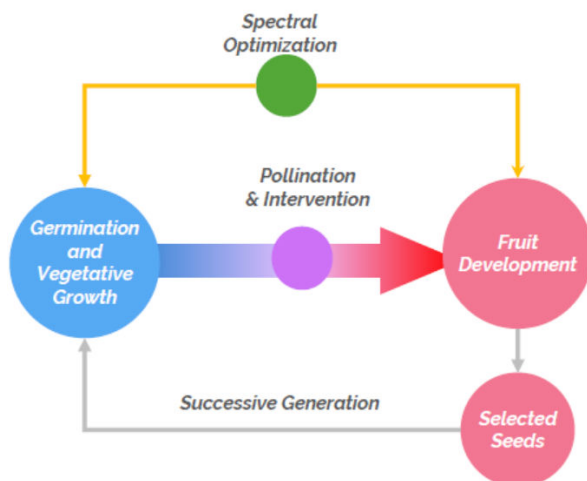 Spectral
Optimization
Pollination
& Intervention
Germination
and
Vegetative
Growth
Fruit
Development
Successive Generation
Selected
Seeds